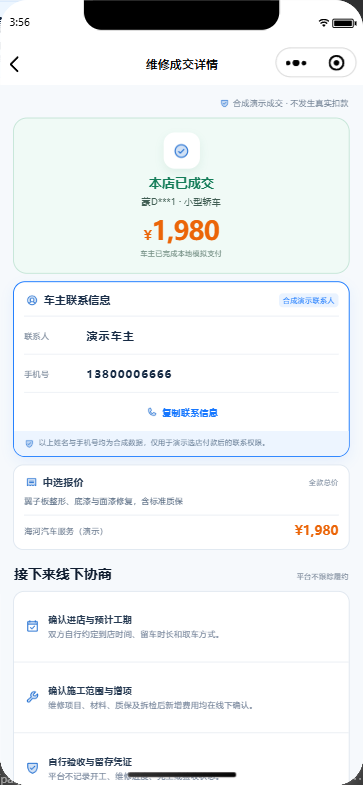 3:56
维修成交详情
合成演示成交 · 不发生真实扣款
本店已成交
蒙D***1 · 小型轿车
¥1,980
车主已完成本地模拟支付
车主联系信息
合成演示联系人
联系人 演示车主
手机号 13800006666
复制联系信息
以上姓名与手机号均为合成数据，仅用于演示选店付款后的联系权限。
中选报价 全款总价
翼子板整形、底漆与面漆修复，含标准质保
海河汽车服务（演示） ¥1,980
接下来线下协商 平台不跟踪履约
确认进店与预计工期
双方自行约定到店时间、留车时长和取车方式。
确认施工范围与增项
维修项目、材料、质保及拆检后新增费用均在线下确认。
自行验收与留存凭证
平台不记录开工、维修进度、完工或验收状态。